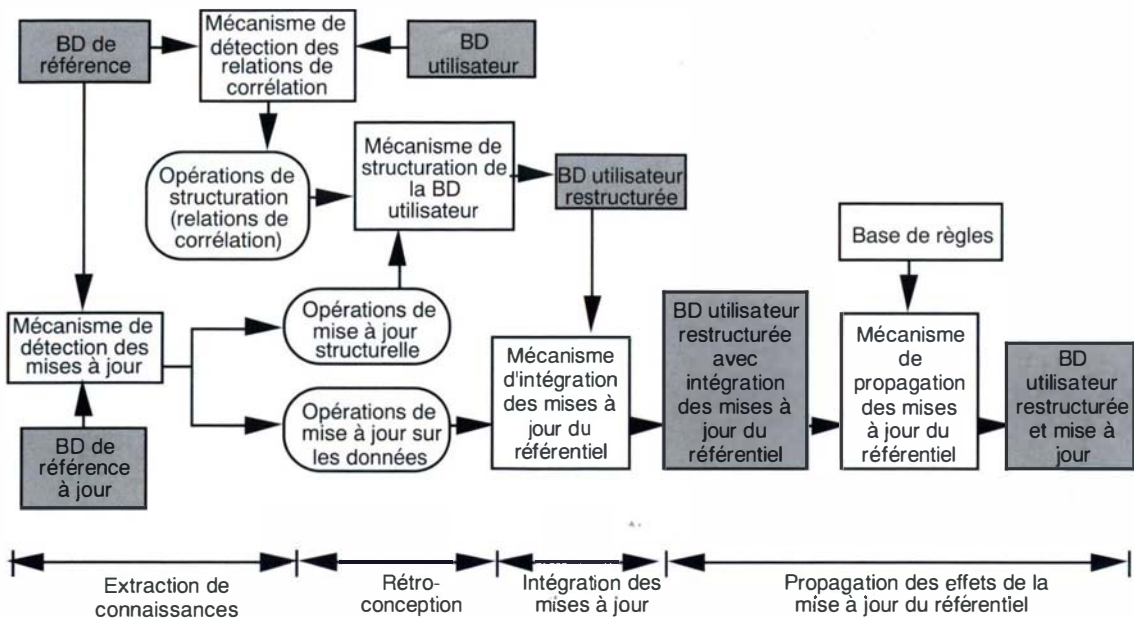 BD de
référence
Mécanisme de
détection des
relations de
corrélation
BD
utilisateur
Opérations de
structuration
(relations de
corrélation)
Mécanisme de
structuration de
la BD
utilisateur
BD utilisateur
restructurée
Base de règles
Mécanisme de
détection des
mises à jour
Opérations de
mise à jour
structurelle
Opérations de
mise à jour sur
les données
Mécanisme
d'intégration
des mises à
jour du
référentiel
BD utilisateur
restructurée
avec
intégration
des mises à
jour du
référentiel
Mécanisme
de
propagation
des mises
à jour du
référentiel
BD
utilisateur
restructurée
et mise à
jour
BD de
référence
à jour
Extraction de
connaissances
Rétro-
conception
Intégration des
mises à jour
Propagation des effets de la
mise à jour du référentiel